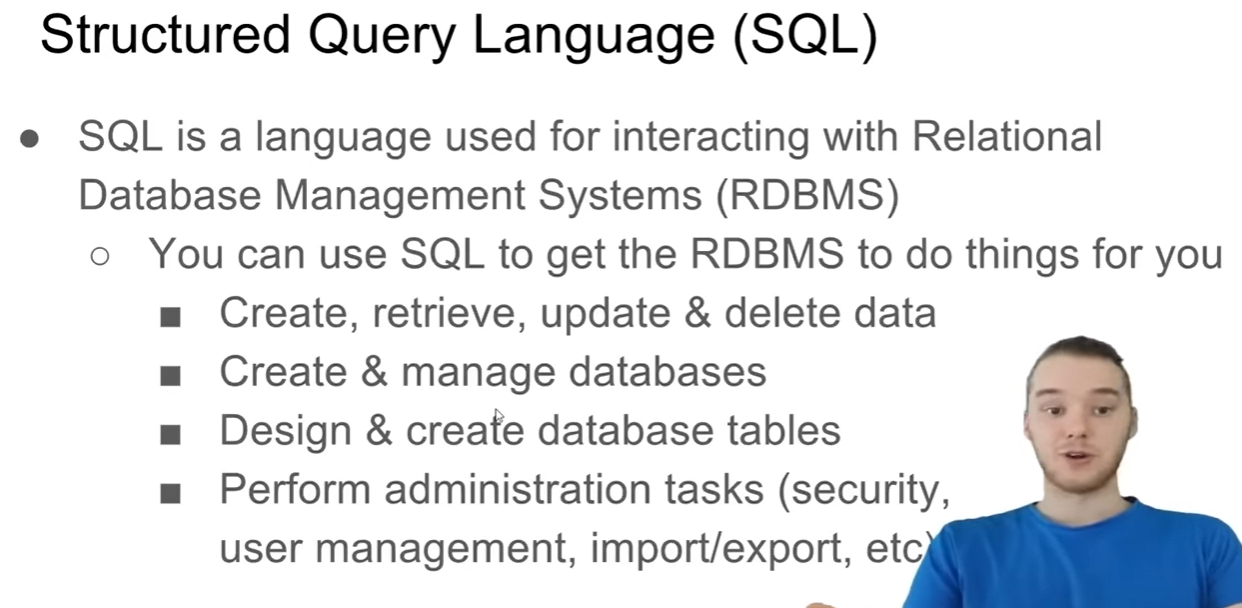 Structured Query Language (SQL)
● SQL is a language used for interacting with Relational
Database Management Systems (RDBMS)
○ You can use SQL to get the RDBMS to do things for you
■ Create, retrieve, update & delete data
■ Create & manage databases
■ Design & create database tables
■ Perform administration tasks (security,
user management, import/export, etc)